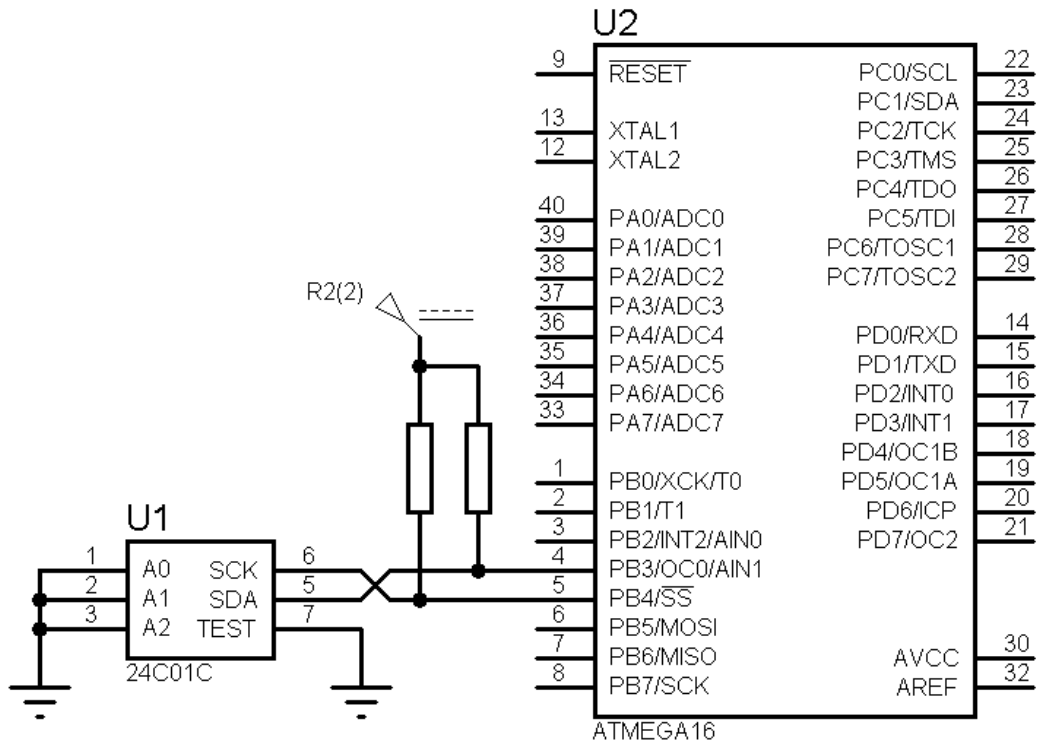 U2
9 RESET
13 XTAL1
12 XTAL2
40 PA0/ADC0
39 PA1/ADC1
38 PA2/ADC2
37 PA3/ADC3
36 PA4/ADC4
35 PA5/ADC5
34 PA6/ADC6
33 PA7/ADC7
1 PB0/XCK/T0
2 PB1/T1
3 PB2/INT2/AIN0
4 PB3/OC0/AIN1
5 PB4/SS
6 PB5/MOSI
7 PB6/MISO
8 PB7/SCK
PC0/SCL 22
PC1/SDA 23
PC2/TCK 24
PC3/TMS 25
PC4/TDO 26
PC5/TDI 27
PC6/TOSC1 28
PC7/TOSC2 29
PD0/RXD 14
PD1/TXD 15
PD2/INT0 16
PD3/INT1 17
PD4/OC1B 18
PD5/OC1A 19
PD6/ICP 20
PD7/OC2 21
AVCC 30
AREF 32
ATMEGA16
R2(2)
U1
1 A0 SCK 6
2 A1 SDA 5
3 A2 TEST 7
24C01C